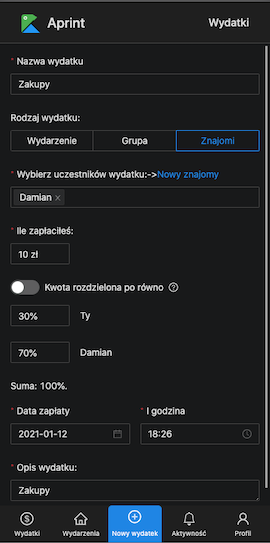 Aprint Wydatki
* Nazwa wydatku
Zakupy
Rodzaj wydatku:
Wydarzenie Grupa Znajomi
* Wybierz uczestników wydatku:->Nowy znajomy
Damian ×
* Ile zapłaciłeś:
10 zł
Kwota rozdzielona po równo ?
30% Ty
70% Damian
Suma: 100%.
* Data zapłaty * I godzina
2021-01-12 18:26
* Opis wydatku:
Zakupy
$
Wydatki Wydarzenia Nowy wydatek Aktywność Profil